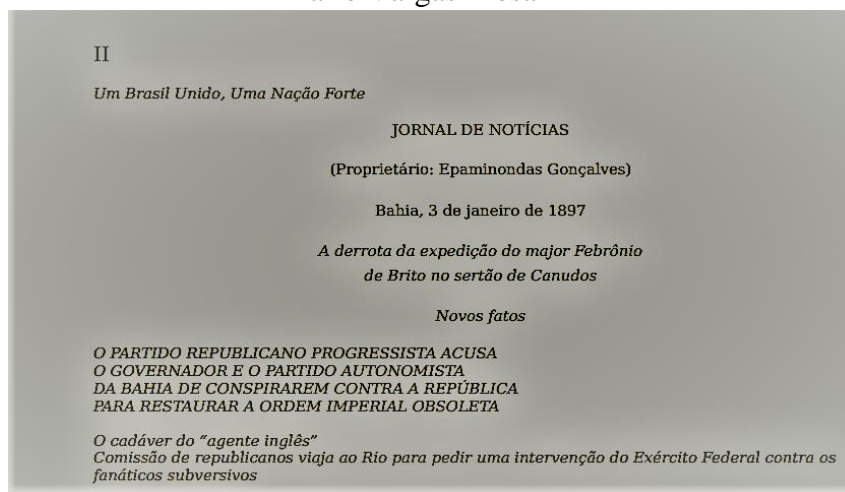 II
Um Brasil Unido, Uma Nação Forte
JORNAL DE NOTÍCIAS
(Proprietário: Epaminondas Gonçalves)
Bahia, 3 de janeiro de 1897
A derrota da expedição do major Febrônio
de Brito no sertão de Canudos
Novos fatos
O PARTIDO REPUBLICANO PROGRESSISTA ACUSA
O GOVERNADOR E O PARTIDO AUTONOMISTA
DA BAHIA DE CONSPIRAREM CONTRA A REPÚBLICA
PARA RESTAURAR A ORDEM IMPERIAL OBSOLETA
O cadáver do “agente inglês”
Comissão de republicanos viaja ao Rio para pedir uma intervenção do Exército Federal contra os
fanáticos subversivos